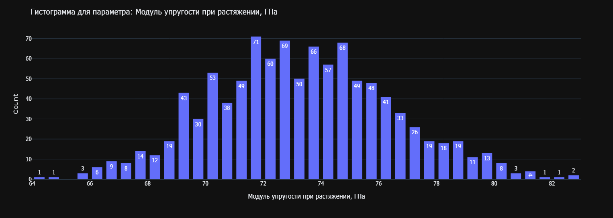 Гистограмма для параметра: Модуль упругости при растяжении, ГПа
Count
70
60
50
40
30
20
10
0
1 1 3 6 9 8 14 12 19 43 30 53 38 49 71 60 69 50 66 57 68 49 48 41 33 26 19 18 19 11 13 8 3 4 1 1 2
64 66 68 70 72 74 76 78 80 82
Модуль упругости при растяжении, ГПа